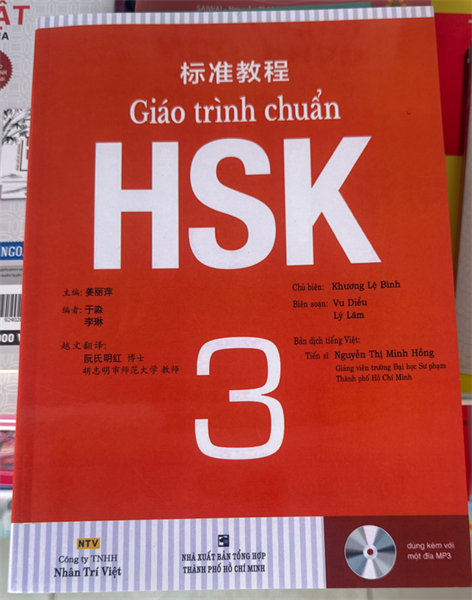 SAIWAI - Nguyễn
ẬT
标准教程
Giáo trình chuẩn
HSK
主编: 姜丽萍
编者: 于淼
李琳
越文翻译:
阮氏明红 博士
胡志明市师范大学 教师
Chủ biên: Khương Lệ Bình
Biên soạn: Vu Diểu
Lý Lâm
Bản dịch tiếng Việt:
Tiến sĩ Nguyễn Thị Minh Hồng
Giảng viên trường Đại học Sư phạm
Thành phố Hồ Chí Minh
3
NTV
Công ty TNHH
Nhân Trí Việt
NHÀ XUẤT BẢN TỔNG HỢP
THÀNH PHỐ HỒ CHÍ MINH
dùng kèm với
một đĩa MP3